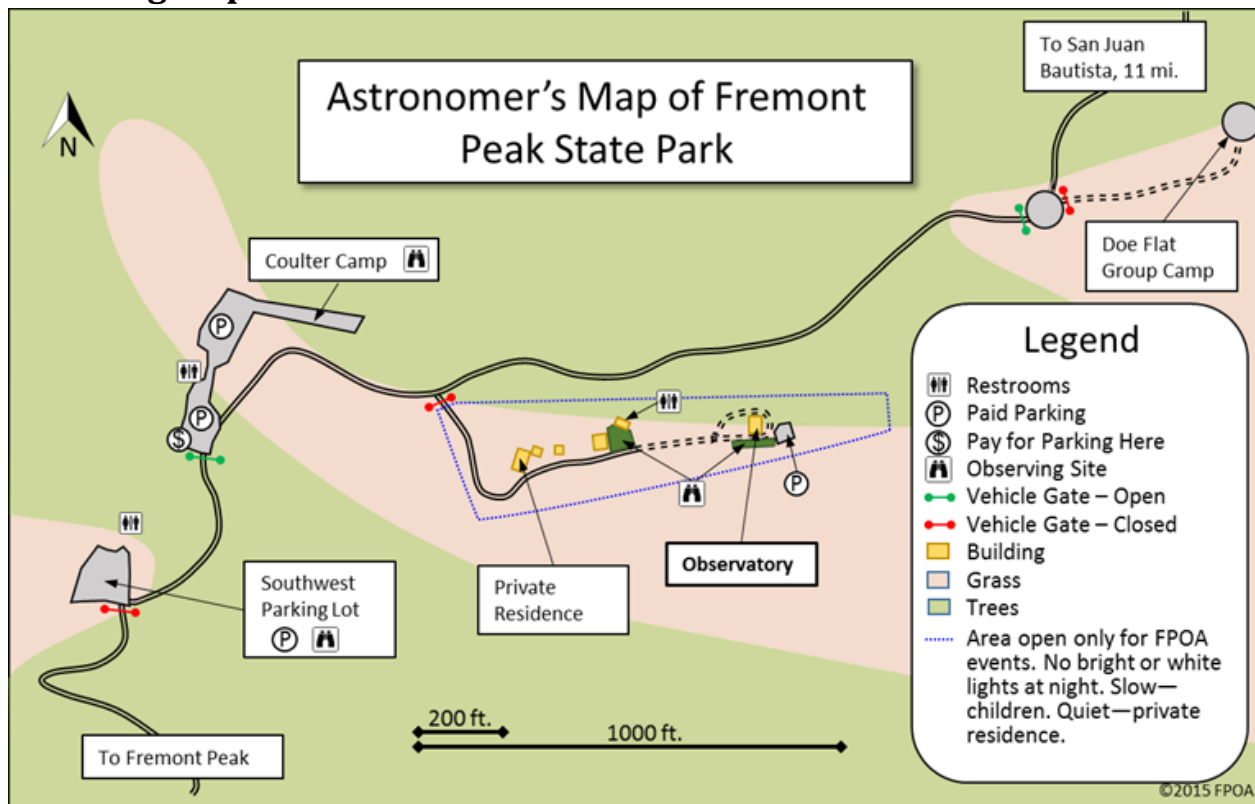 Astronomer's Map of Fremont
Peak State Park
To San Juan
Bautista, 11 mi.
N
Coulter Camp
Doe Flat
Group Camp
P
P
$
P
Observatory
Private
Residence
Southwest
Parking Lot
P
To Fremont Peak
200 ft.
1000 ft.
Legend
Restrooms
P Paid Parking
$ Pay for Parking Here
Observing Site
Vehicle Gate – Open
Vehicle Gate – Closed
Building
Grass
Trees
Area open only for FPOA
events. No bright or white
lights at night. Slow—
children. Quiet—private
residence.
©2015 FPOA